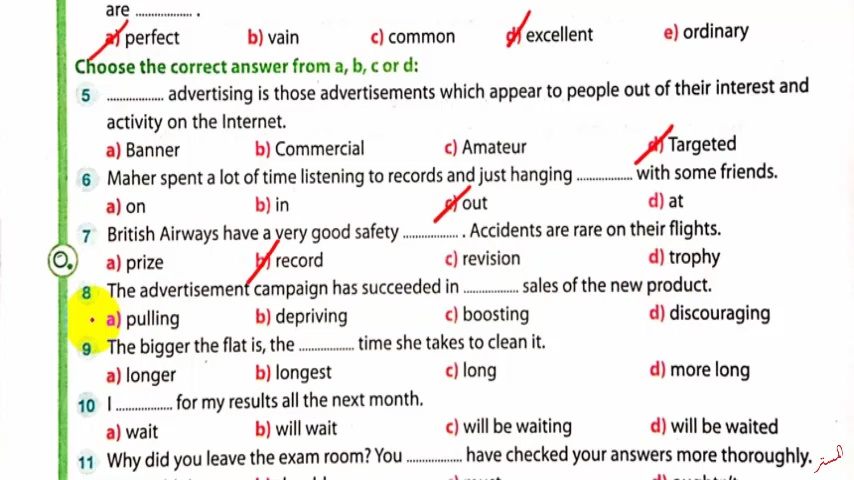 are ................ .
a) perfect b) vain c) common d) excellent e) ordinary
Choose the correct answer from a, b, c or d:
5 ................ advertising is those advertisements which appear to people out of their interest and
activity on the Internet.
a) Banner b) Commercial c) Amateur d) Targeted
6 Maher spent a lot of time listening to records and just hanging ................ with some friends.
a) on b) in c) out d) at
7 British Airways have a very good safety ................ . Accidents are rare on their flights.
O. a) prize b) record c) revision d) trophy
8 The advertisement campaign has succeeded in ................ sales of the new product.
a) pulling b) depriving c) boosting d) discouraging
9 The bigger the flat is, the ................ time she takes to clean it.
a) longer b) longest c) long d) more long
10 I ................ for my results all the next month.
a) wait b) will wait c) will be waiting d) will be waited
11 Why did you leave the exam room? You ................ have checked your answers more thoroughly.